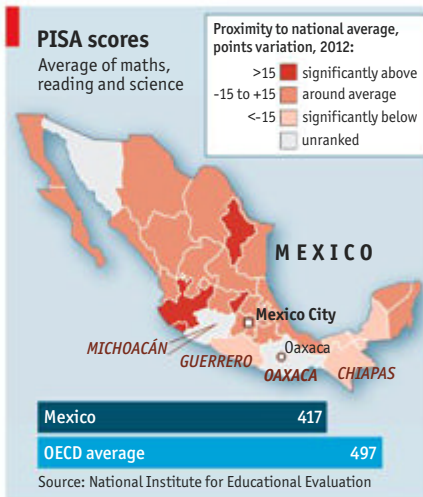 PISA scores
Average of maths,
reading and science
Proximity to national average,
points variation, 2012:
>15 significantly above
-15 to +15 around average
<-15 significantly below
unranked
MEXICO
Mexico City
MICHOACÁN
Oaxaca
GUERRERO
OAXACA
CHIAPAS
Mexico 417
OECD average 497
Source: National Institute for Educational Evaluation